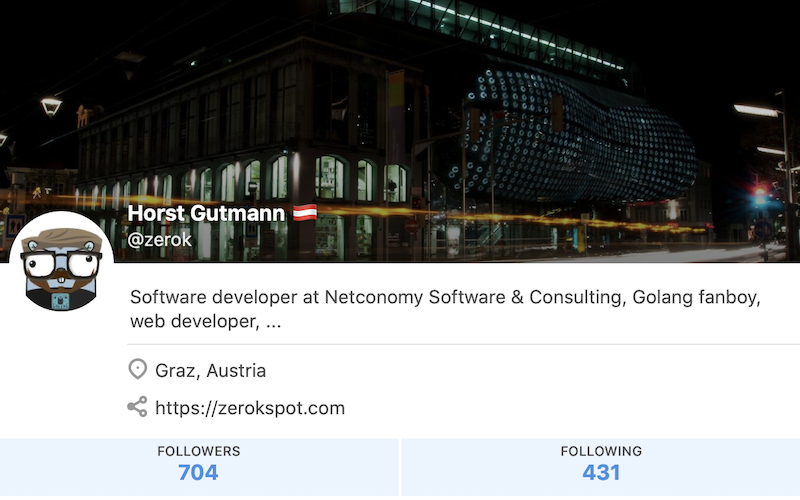 Horst Gutmann 🇦🇹
@zerok
Software developer at Netconomy Software & Consulting, Golang fanboy,
web developer, ...
Graz, Austria
https://zerokspot.com
FOLLOWERS
704
FOLLOWING
431